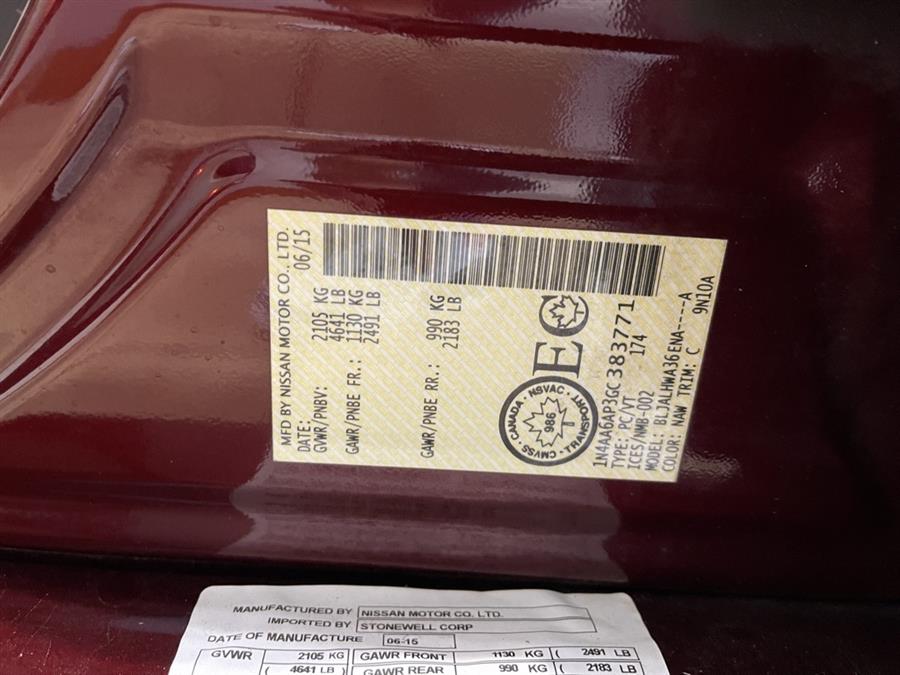 MFD BY NISSAN MOTOR CO., LTD.
DATE: 06/15
GVWR/PNBV: 2105 KG
4641 LB
GAWR/PNBE FR.: 1130 KG
2491 LB
GAWR/PNBE RR.: 990 KG
2183 LB
CANADA · NSVAC · TRANSPORT · CMVSS
986
T
EC
1N4AA6AP3GC383771
TYPE: PC/VT 174
ICES/NMB-002
MODEL: BLJALHWA36ENA----A
COLOR: NAW TRIM: C 9N10A
MANUFACTURED BY NISSAN MOTOR CO., LTD.
IMPORTED BY STONEWELL CORP
DATE OF MANUFACTURE 06-15
GVWR 2105 KG GAWR FRONT 1130 KG ( 2491 LB
( 4641 LB ) GAWR REAR 990 KG ( 2183 LB